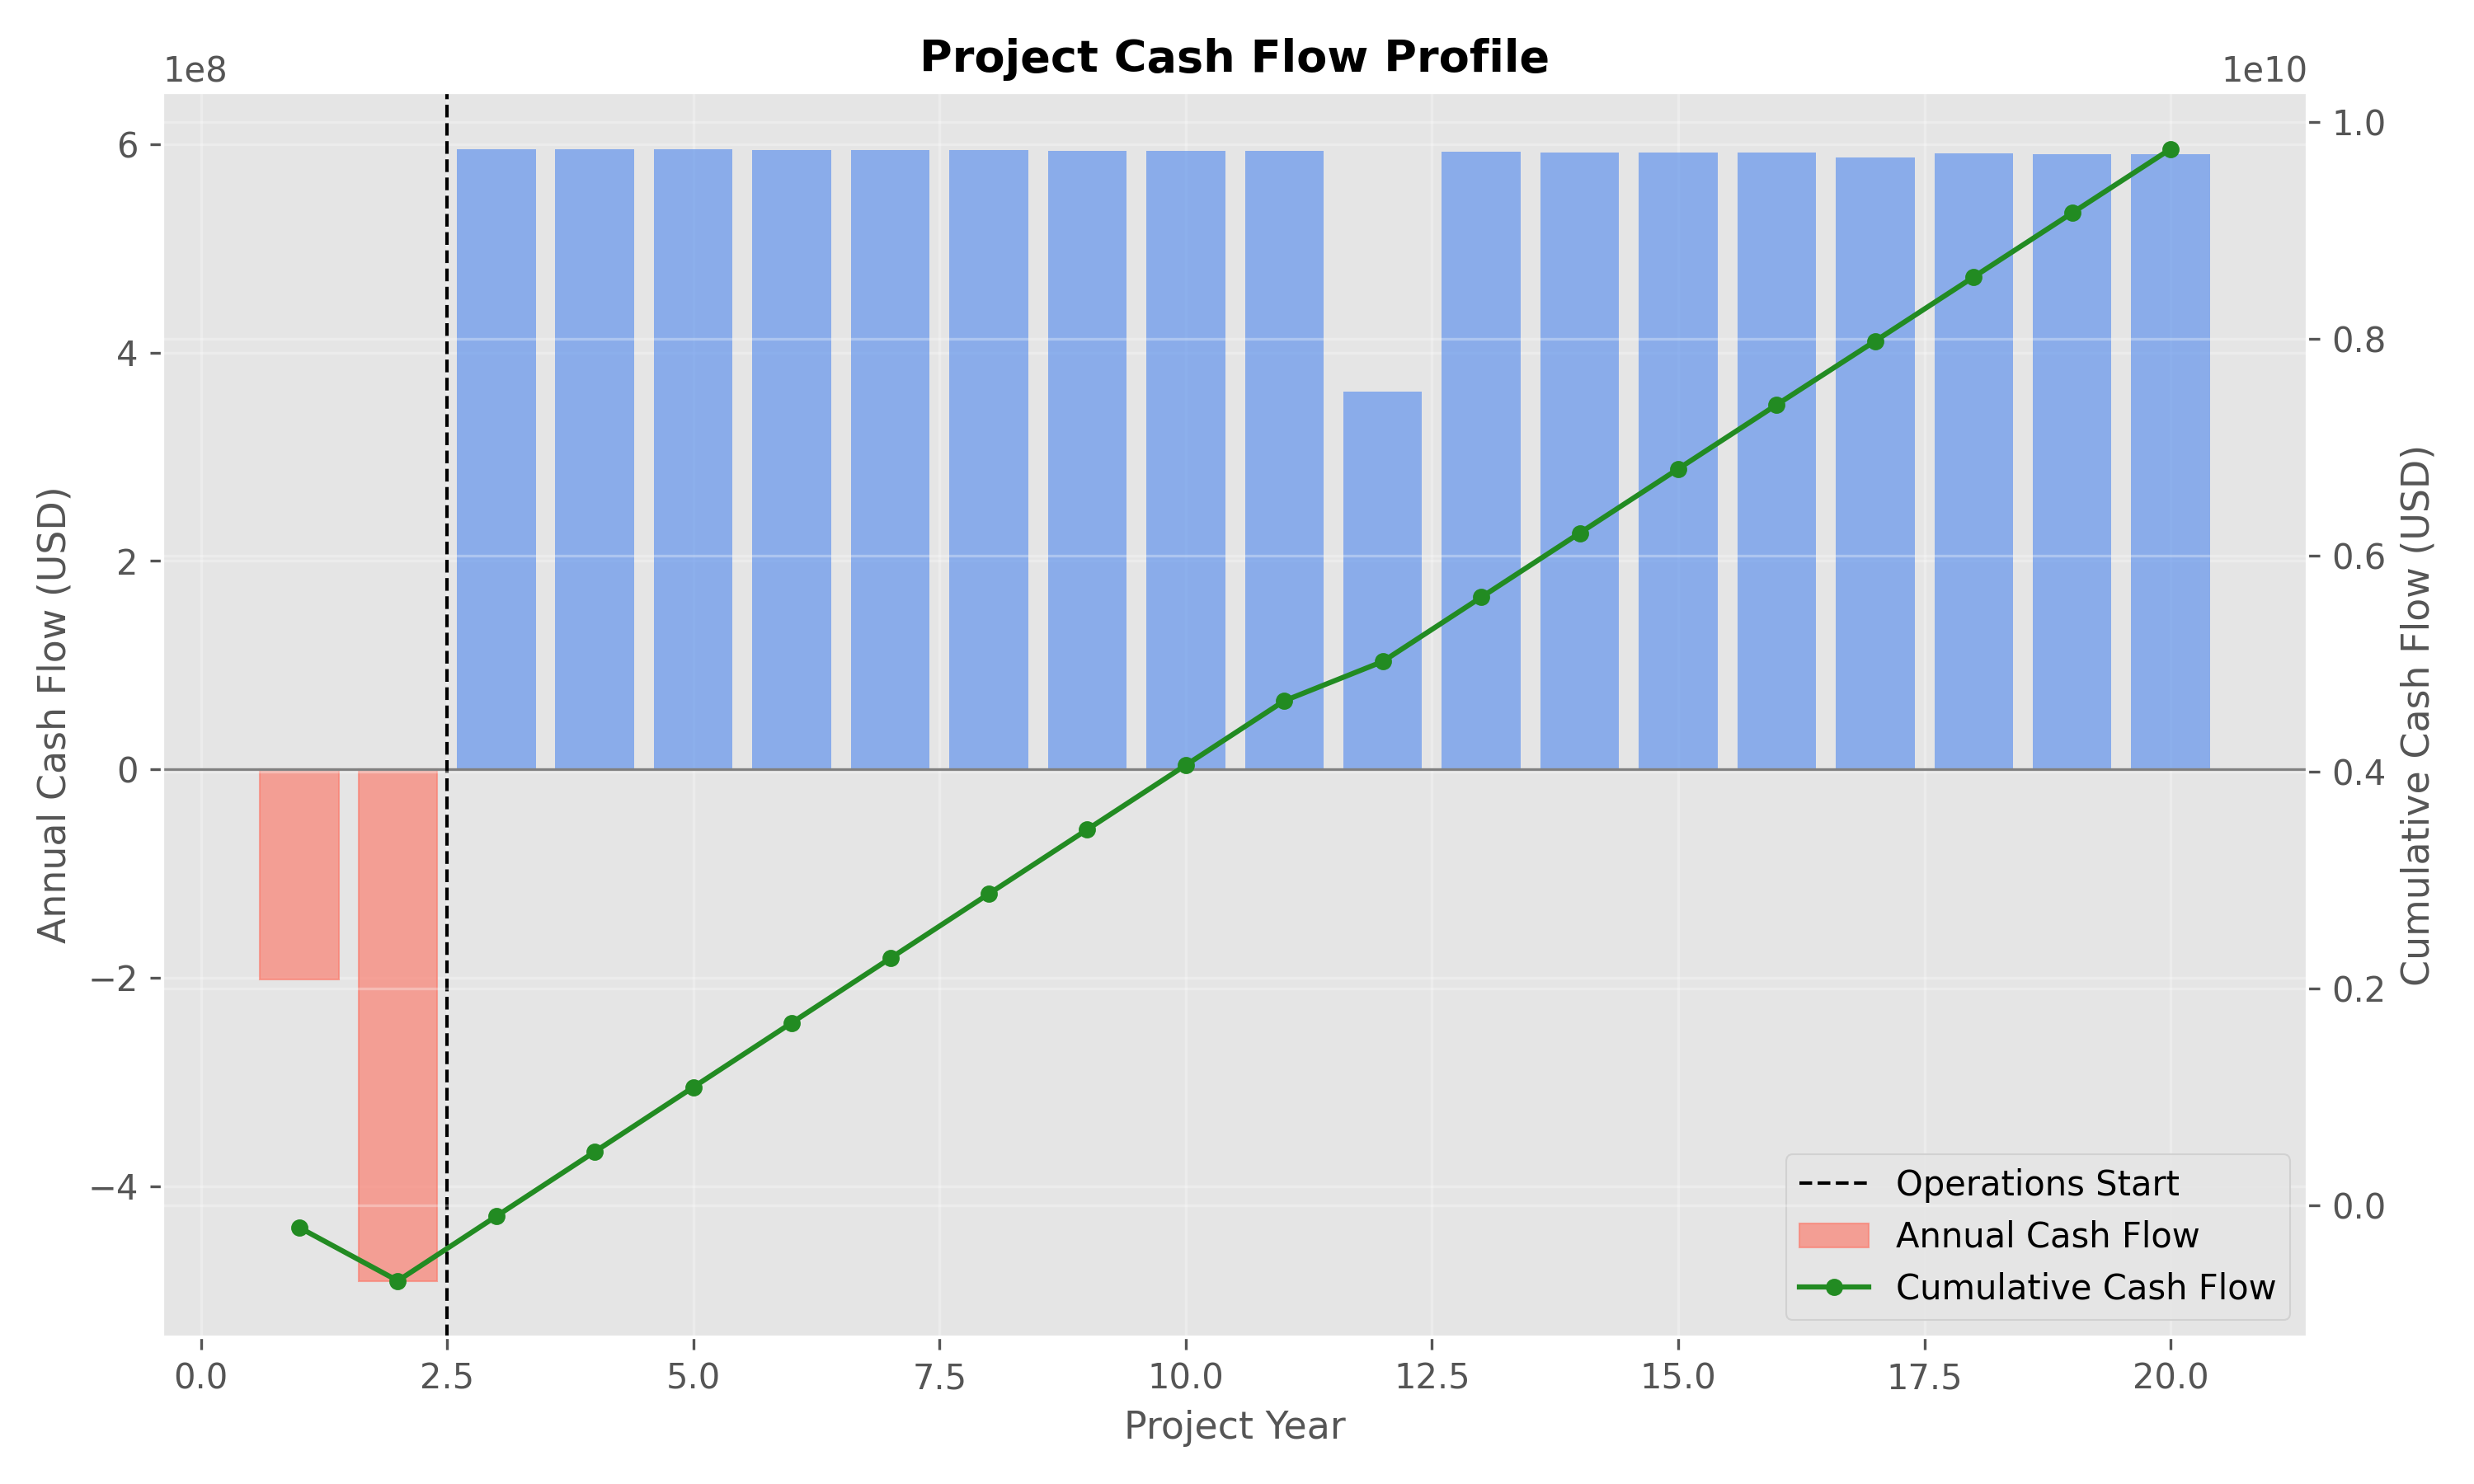 Project Cash Flow Profile
1e8
1e10
6
4
2
0
−2
−4
Annual Cash Flow (USD)
1.0
0.8
0.6
0.4
0.2
0.0
Cumulative Cash Flow (USD)
Operations Start
Annual Cash Flow
Cumulative Cash Flow
0.0 2.5 5.0 7.5 10.0 12.5 15.0 17.5 20.0
Project Year